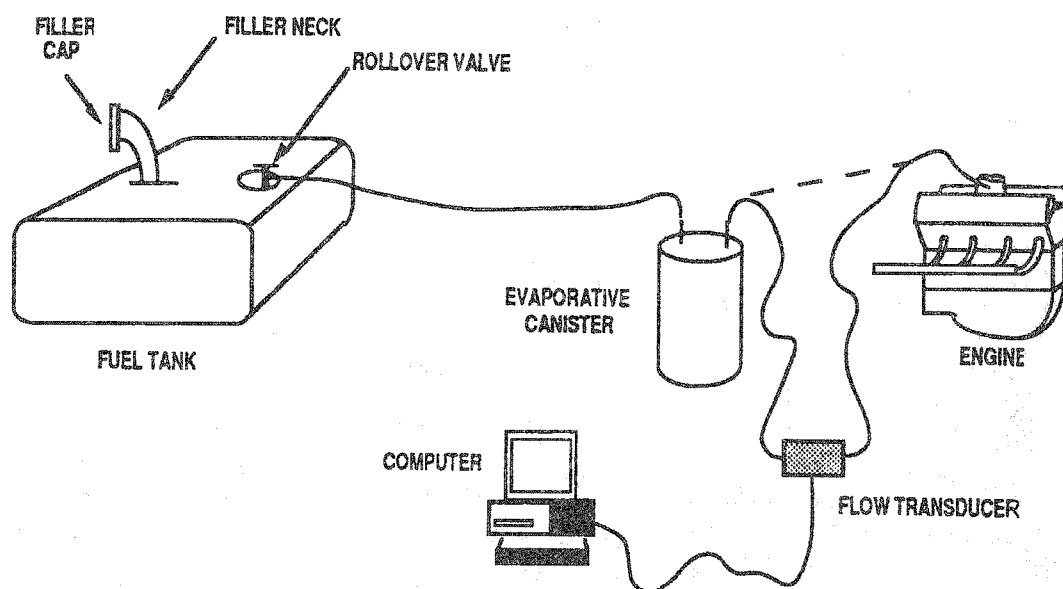 FILLER
CAP
FILLER NECK
ROLLOVER VALVE
FUEL TANK
EVAPORATIVE
CANISTER
ENGINE
COMPUTER
FLOW TRANSDUCER